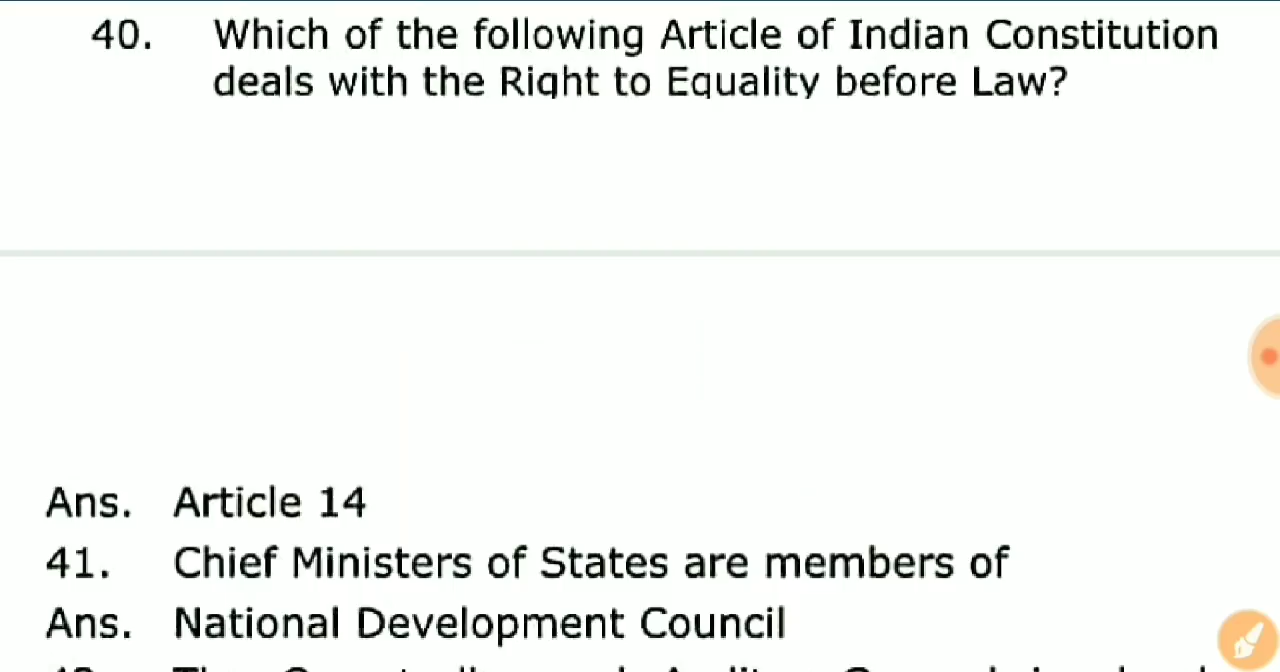 40. Which of the following Article of Indian Constitution
deals with the Right to Equality before Law?
Ans. Article 14
41. Chief Ministers of States are members of
Ans. National Development Council